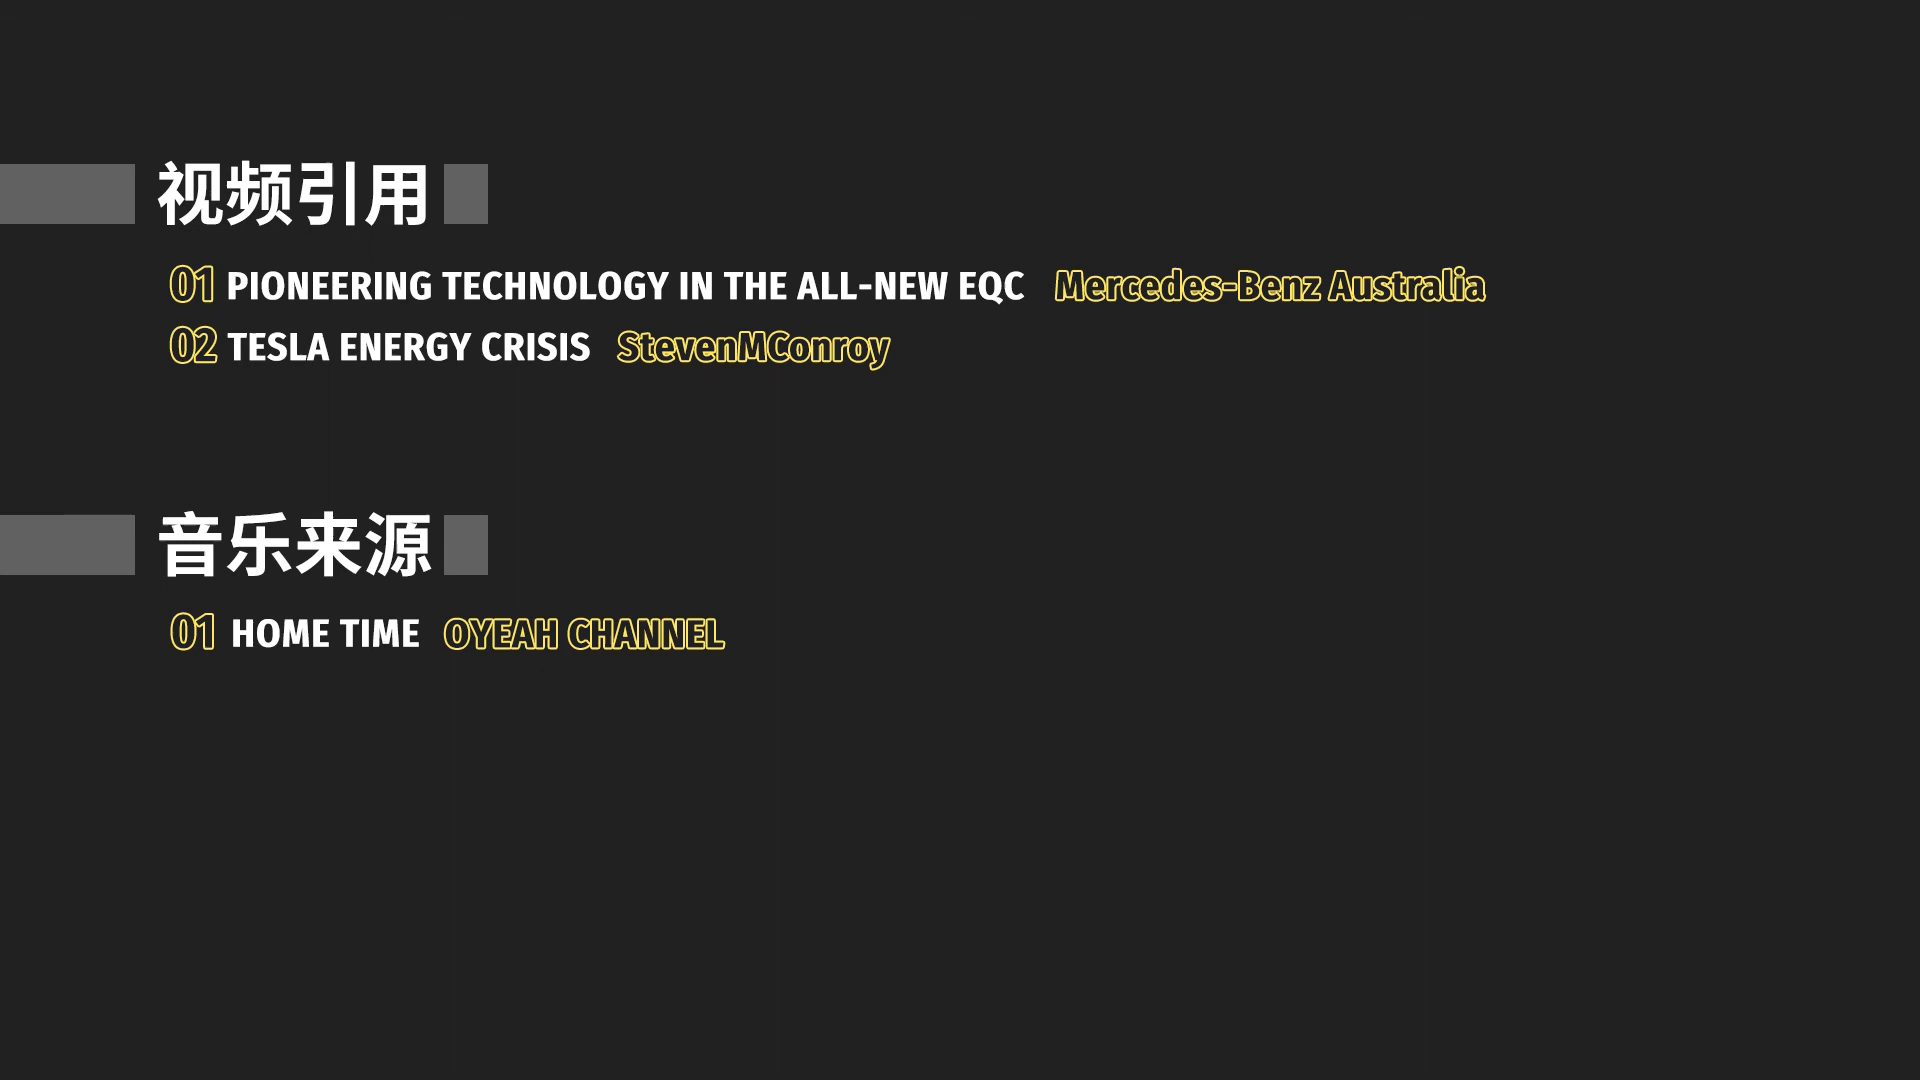 视频引用
01 PIONEERING TECHNOLOGY IN THE ALL-NEW EQC Mercedes-Benz Australia
02 TESLA ENERGY CRISIS StevenMConroy
音乐来源
01 HOME TIME OYEAH CHANNEL